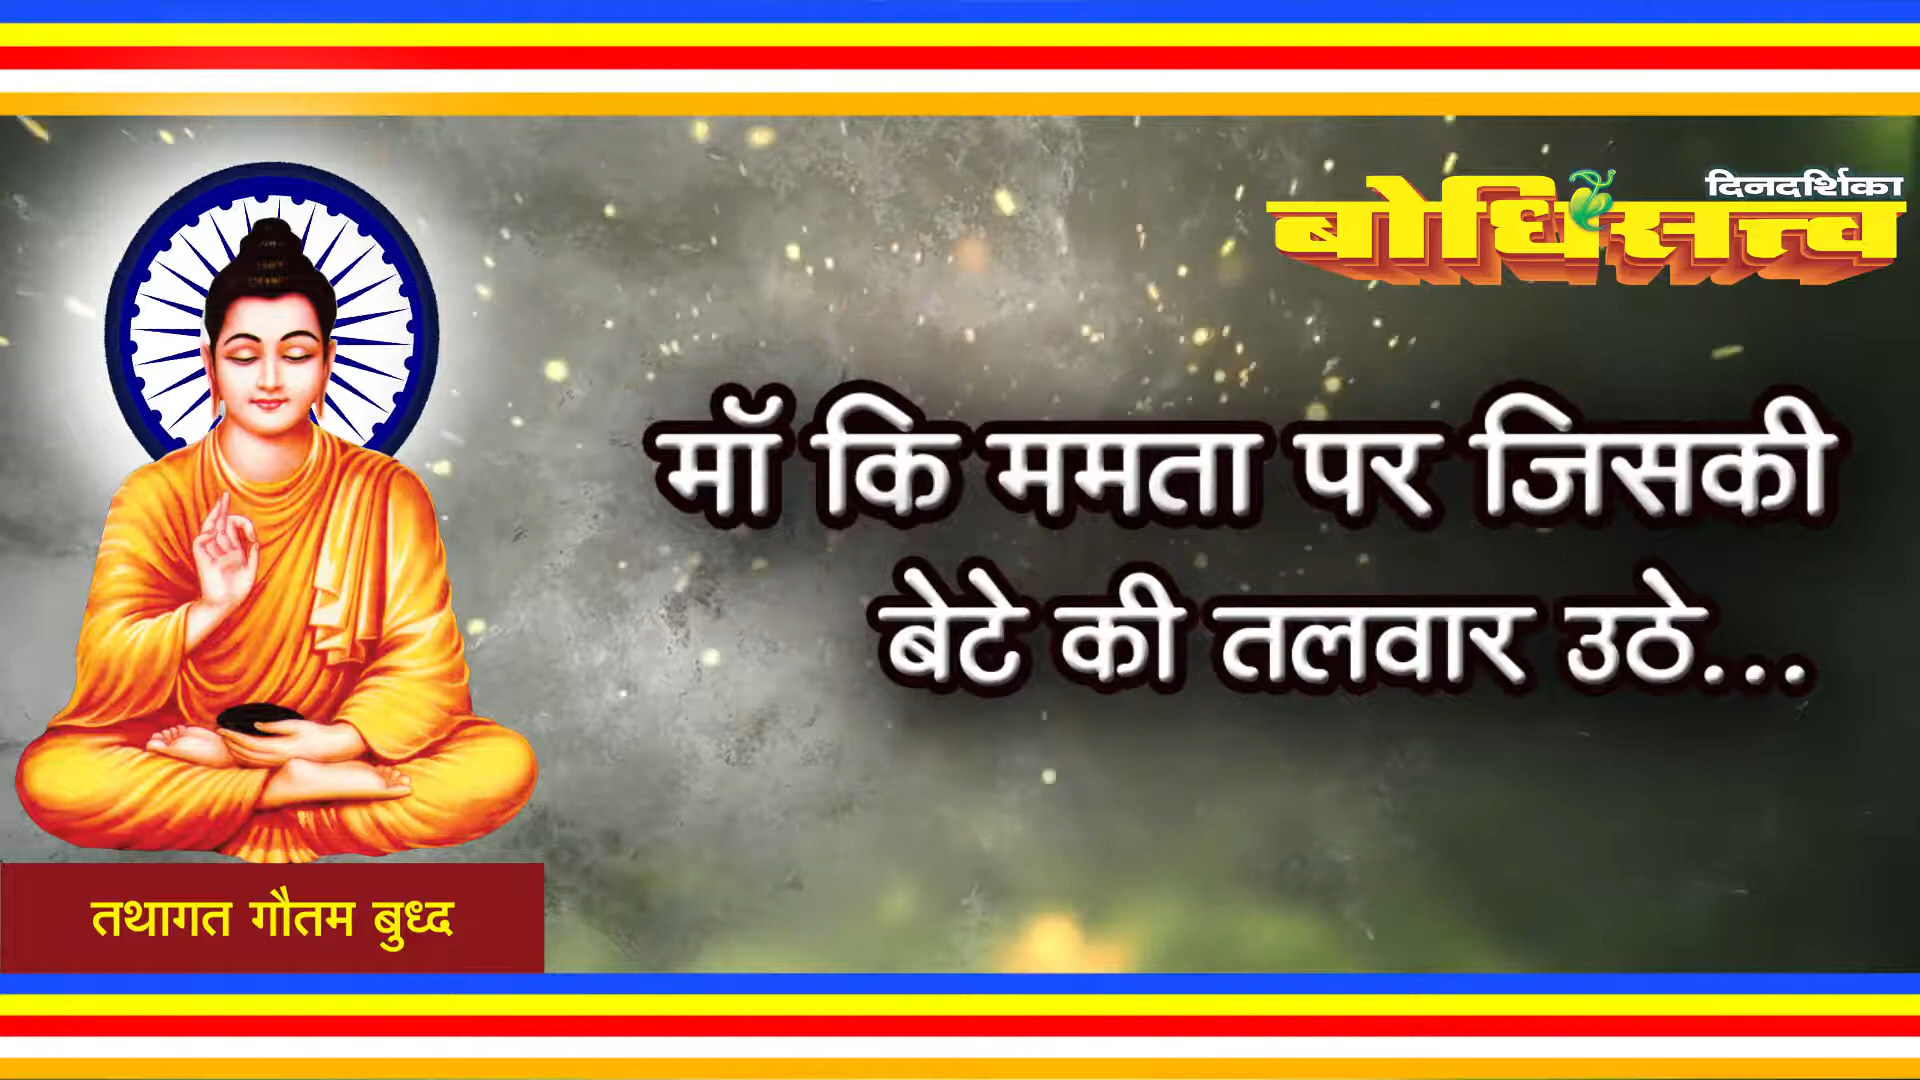 दिनदर्शिका
बोधिसत्त्व
मॉ कि ममता पर जिसकी
बेटे की तलवार उठे...
तथागत गौतम बुध्द